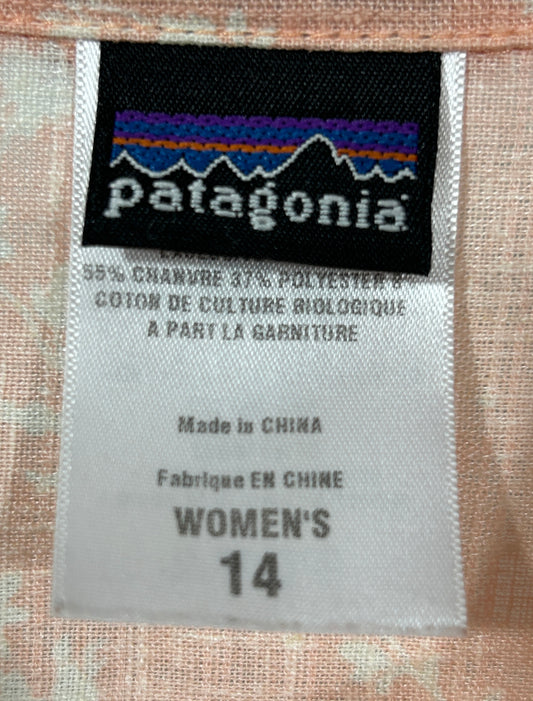 patagonia
55% CHANVRE 37% POLYESTER 8
COTON DE CULTURE BIOLOGIQUE
A PART LA GARNITURE
Made in CHINA
Fabrique EN CHINE
WOMEN'S
14